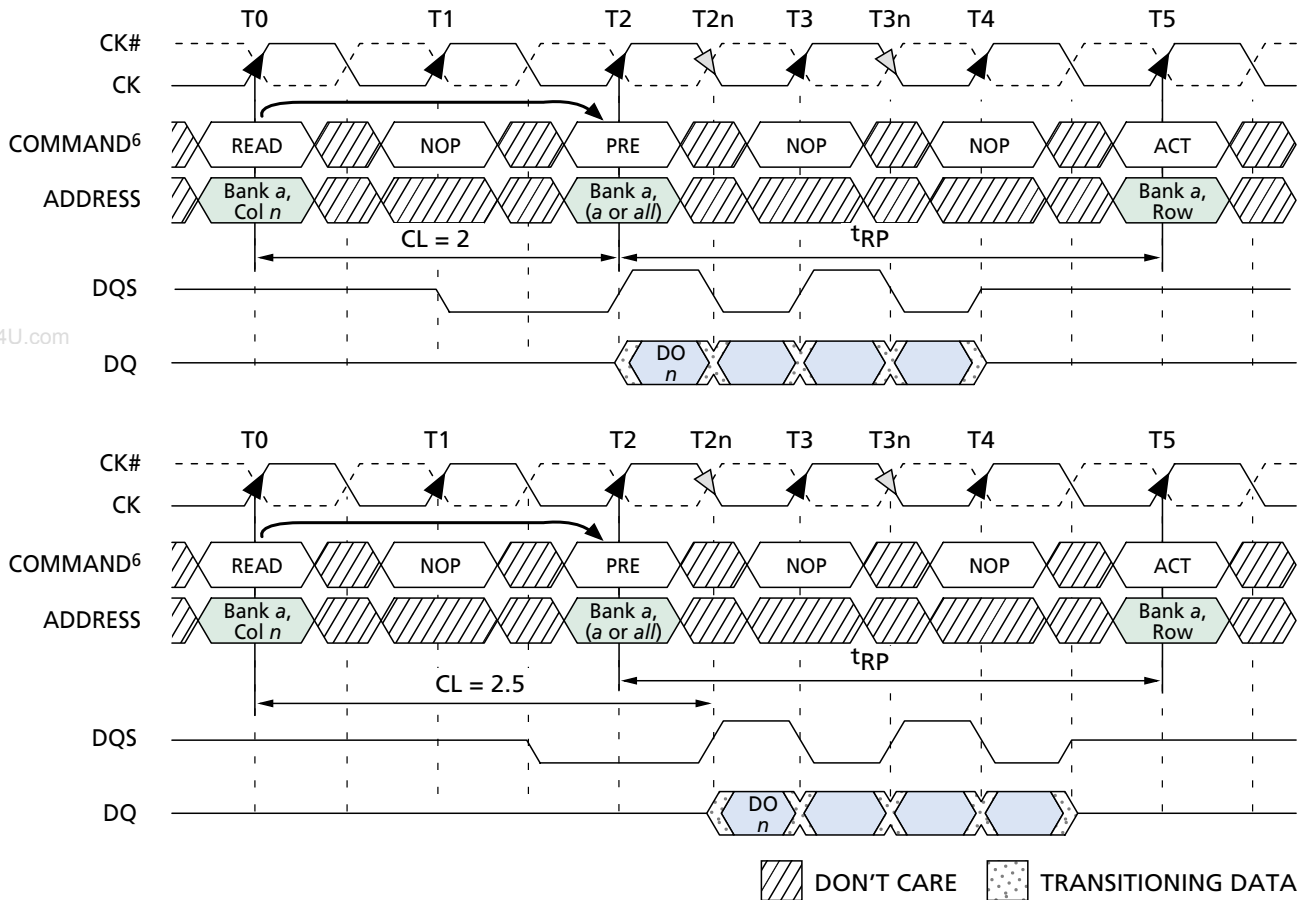 T0 T1 T2 T2n T3 T3n T4 T5
CK#
CK
COMMAND6 READ NOP PRE NOP NOP ACT
ADDRESS Bank a, Col n Bank a, (a or all) Bank a, Row
CL = 2 tRP
DQS
4U.com
DQ DO n
T0 T1 T2 T2n T3 T3n T4 T5
CK#
CK
COMMAND6 READ NOP PRE NOP NOP ACT
ADDRESS Bank a, Col n Bank a, (a or all) Bank a, Row
CL = 2.5 tRP
DQS
DQ DO n
DON'T CARE TRANSITIONING DATA